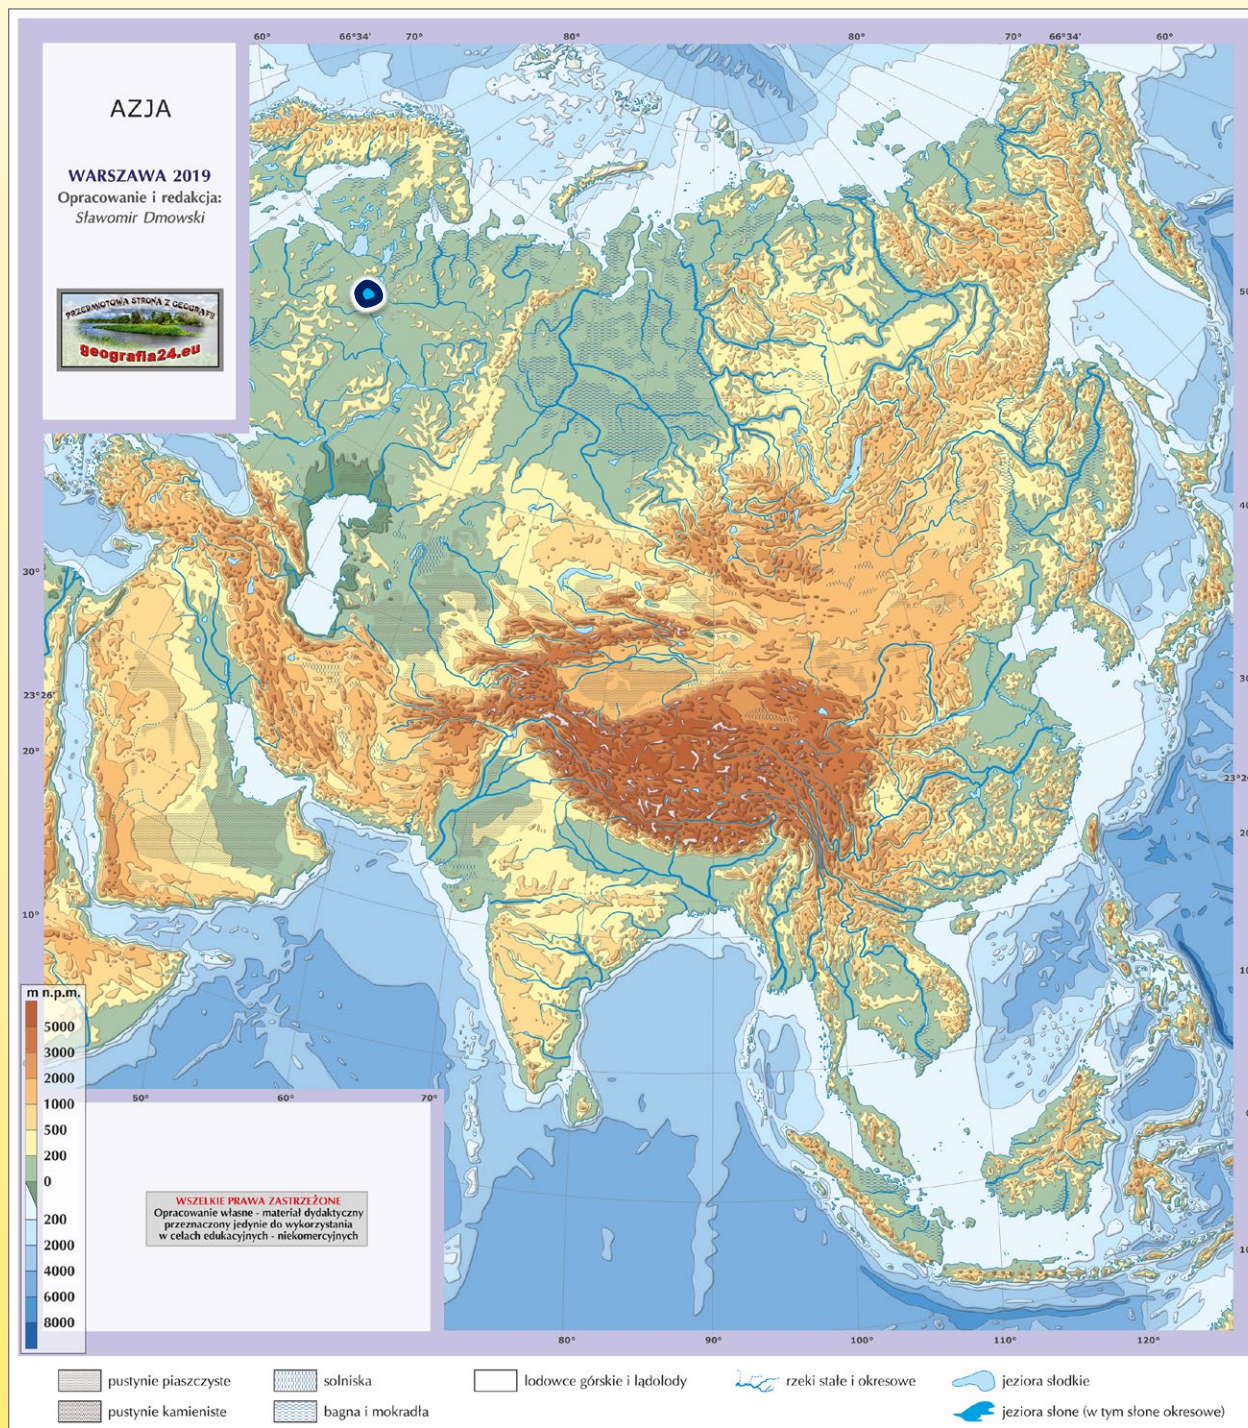 60°
66°34'
70°
80°
80°
70°
66°34'
60°
AZJA
WARSZAWA 2019
Opracowanie i redakcja:
Sławomir Dmowski
PRZEDMIOTOWA STRONA Z GEOGRAFII
geografia24.eu
30°
23°26'
20°
10°
m n.p.m.
5000
3000
2000
1000
500
200
0
200
2000
4000
6000
8000
50°
60°
70°
WSZELKIE PRAWA ZASTRZEŻONE
Opracowanie własne - materiał dydaktyczny
przeznaczony jedynie do wykorzystania
w celach edukacyjnych - niekomercyjnych
80°
90°
100°
110°
120°
pustynie piaszczyste
solniska
lodowce górskie i lądolody
rzeki stałe i okresowe
jeziora słodkie
pustynie kamieniste
bagna i mokradła
jeziora słone (w tym słone okresowe)